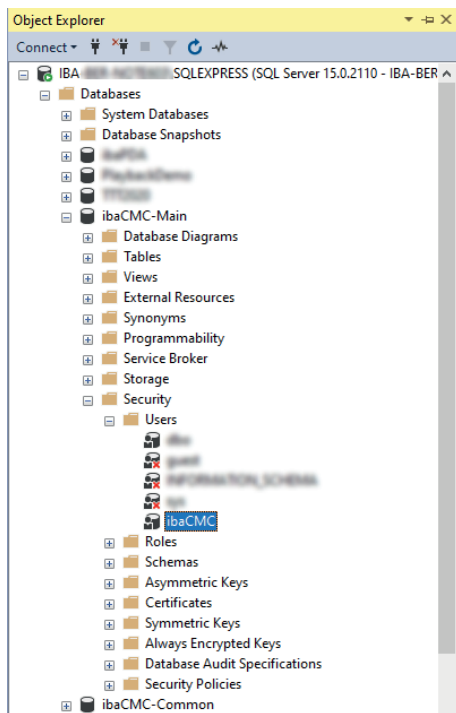 Object Explorer
Connect
IBA SQLEXPRESS (SQL Server 15.0.2110 - IBA-BER
Databases
System Databases
Database Snapshots
ibaCMC-Main
Database Diagrams
Tables
Views
External Resources
Synonyms
Programmability
Service Broker
Storage
Security
Users
ibaCMC
Roles
Schemas
Asymmetric Keys
Certificates
Symmetric Keys
Always Encrypted Keys
Database Audit Specifications
Security Policies
ibaCMC-Common